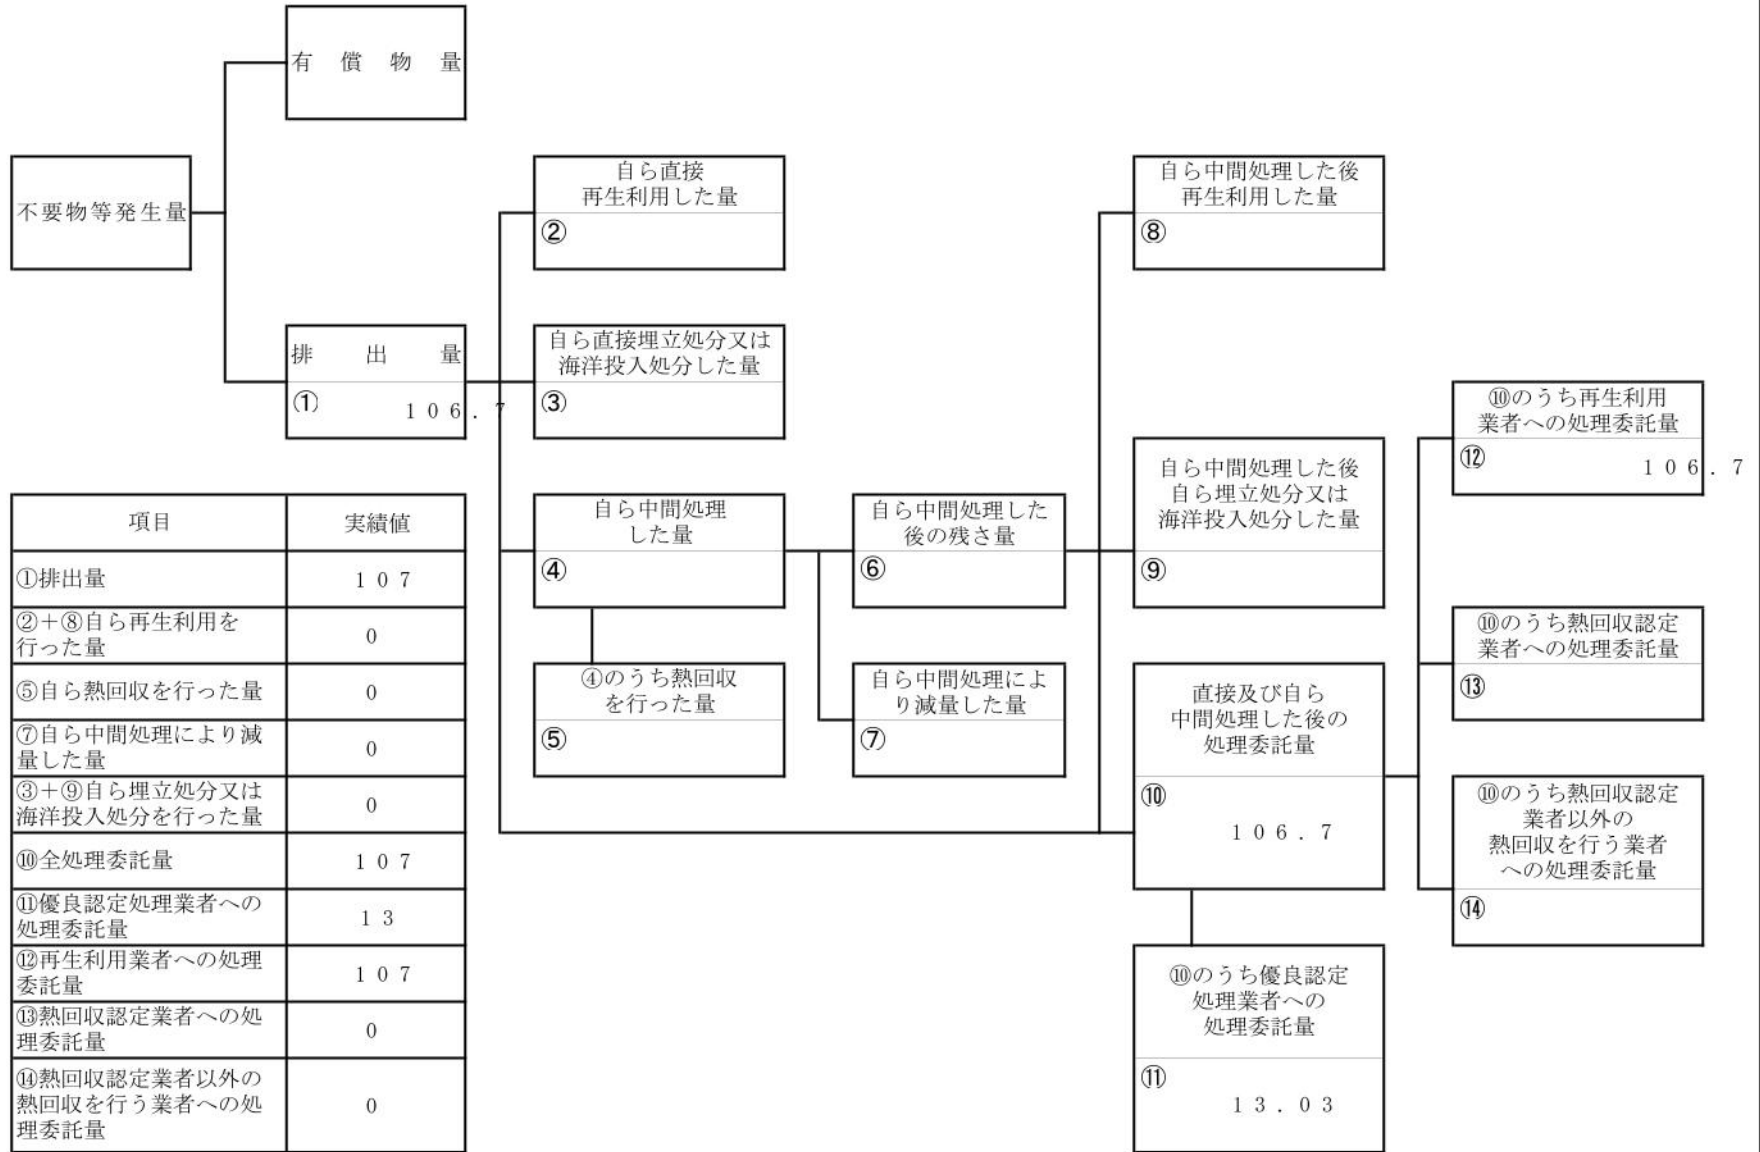 有償物量
不要物等発生量
自ら直接
再生利用した量
②
自ら中間処理した後
再生利用した量
⑧
排出量
①
106.7
自ら直接埋立処分又は
海洋投入処分した量
③
⑩のうち再生利用
業者への処理委託量
⑫
106.7
自ら中間処理
した量
④
自ら中間処理した
後の残さ量
⑥
自ら中間処理した後
自ら埋立処分又は
海洋投入処分した量
⑨
④のうち熱回収
を行った量
⑤
自ら中間処理によ
り減量した量
⑦
直接及び自ら
中間処理した後の
処理委託量
⑩
106.7
⑩のうち熱回収認定
業者への処理委託量
⑬
⑩のうち熱回収認定
業者以外の
熱回収を行う業者
への処理委託量
⑭
⑩のうち優良認定
処理業者への
処理委託量
⑪
13.03
項目 実績値
①排出量 107
②+⑧自ら再生利用を
行った量 0
⑤自ら熱回収を行った量 0
⑦自ら中間処理により減
量した量 0
③+⑨自ら埋立処分又は
海洋投入処分を行った量 0
⑩全処理委託量 107
⑪優良認定処理業者への
処理委託量 13
⑫再生利用業者への処理
委託量 107
⑬熱回収認定業者への処
理委託量 0
⑭熱回収認定業者以外の
熱回収を行う業者への処
理委託量 0